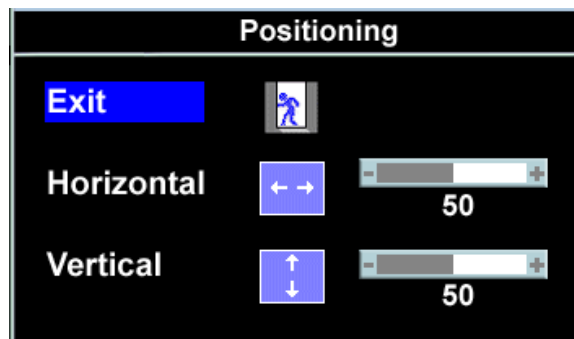 Positioning
Exit
Horizontal
- +
50
Vertical
- +
50